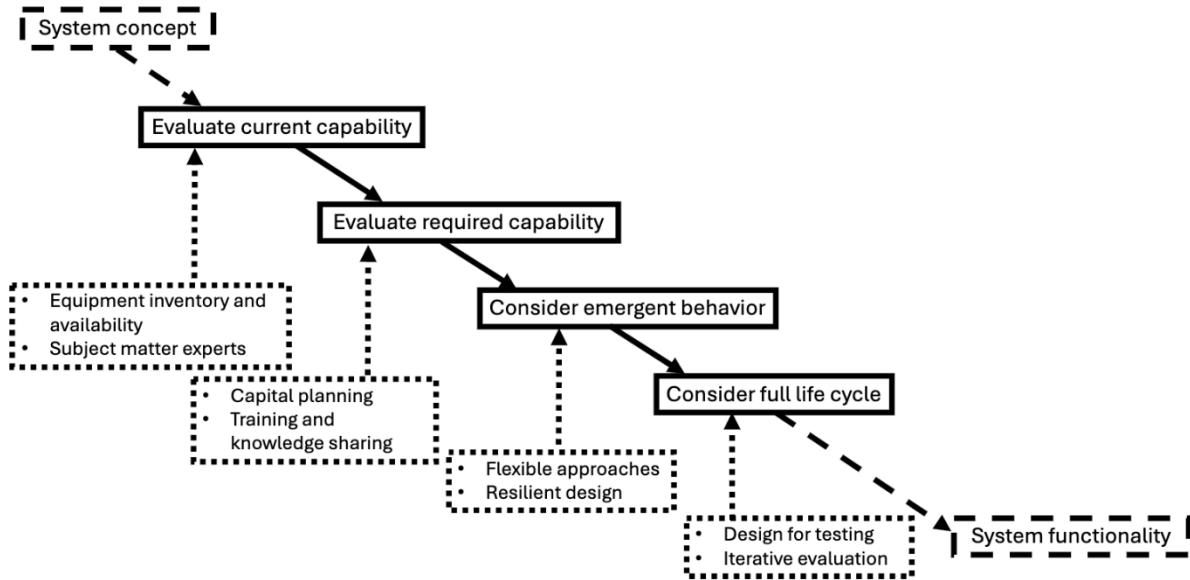 System concept
Evaluate current capability
Evaluate required capability
• Equipment inventory and
availability
• Subject matter experts
Consider emergent behavior
• Capital planning
• Training and
knowledge sharing
Consider full life cycle
• Flexible approaches
• Resilient design
• Design for testing
• Iterative evaluation
System functionality